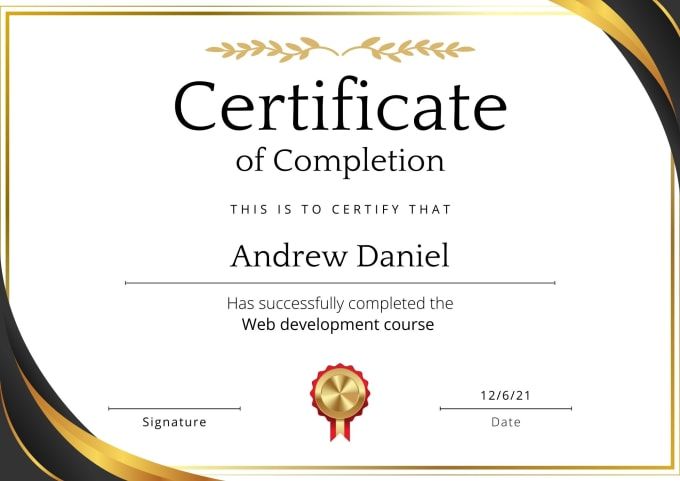 Certificate
of Completion
THIS IS TO CERTIFY THAT
Andrew Daniel
Has successfully completed the
Web development course
12/6/21
Signature
Date